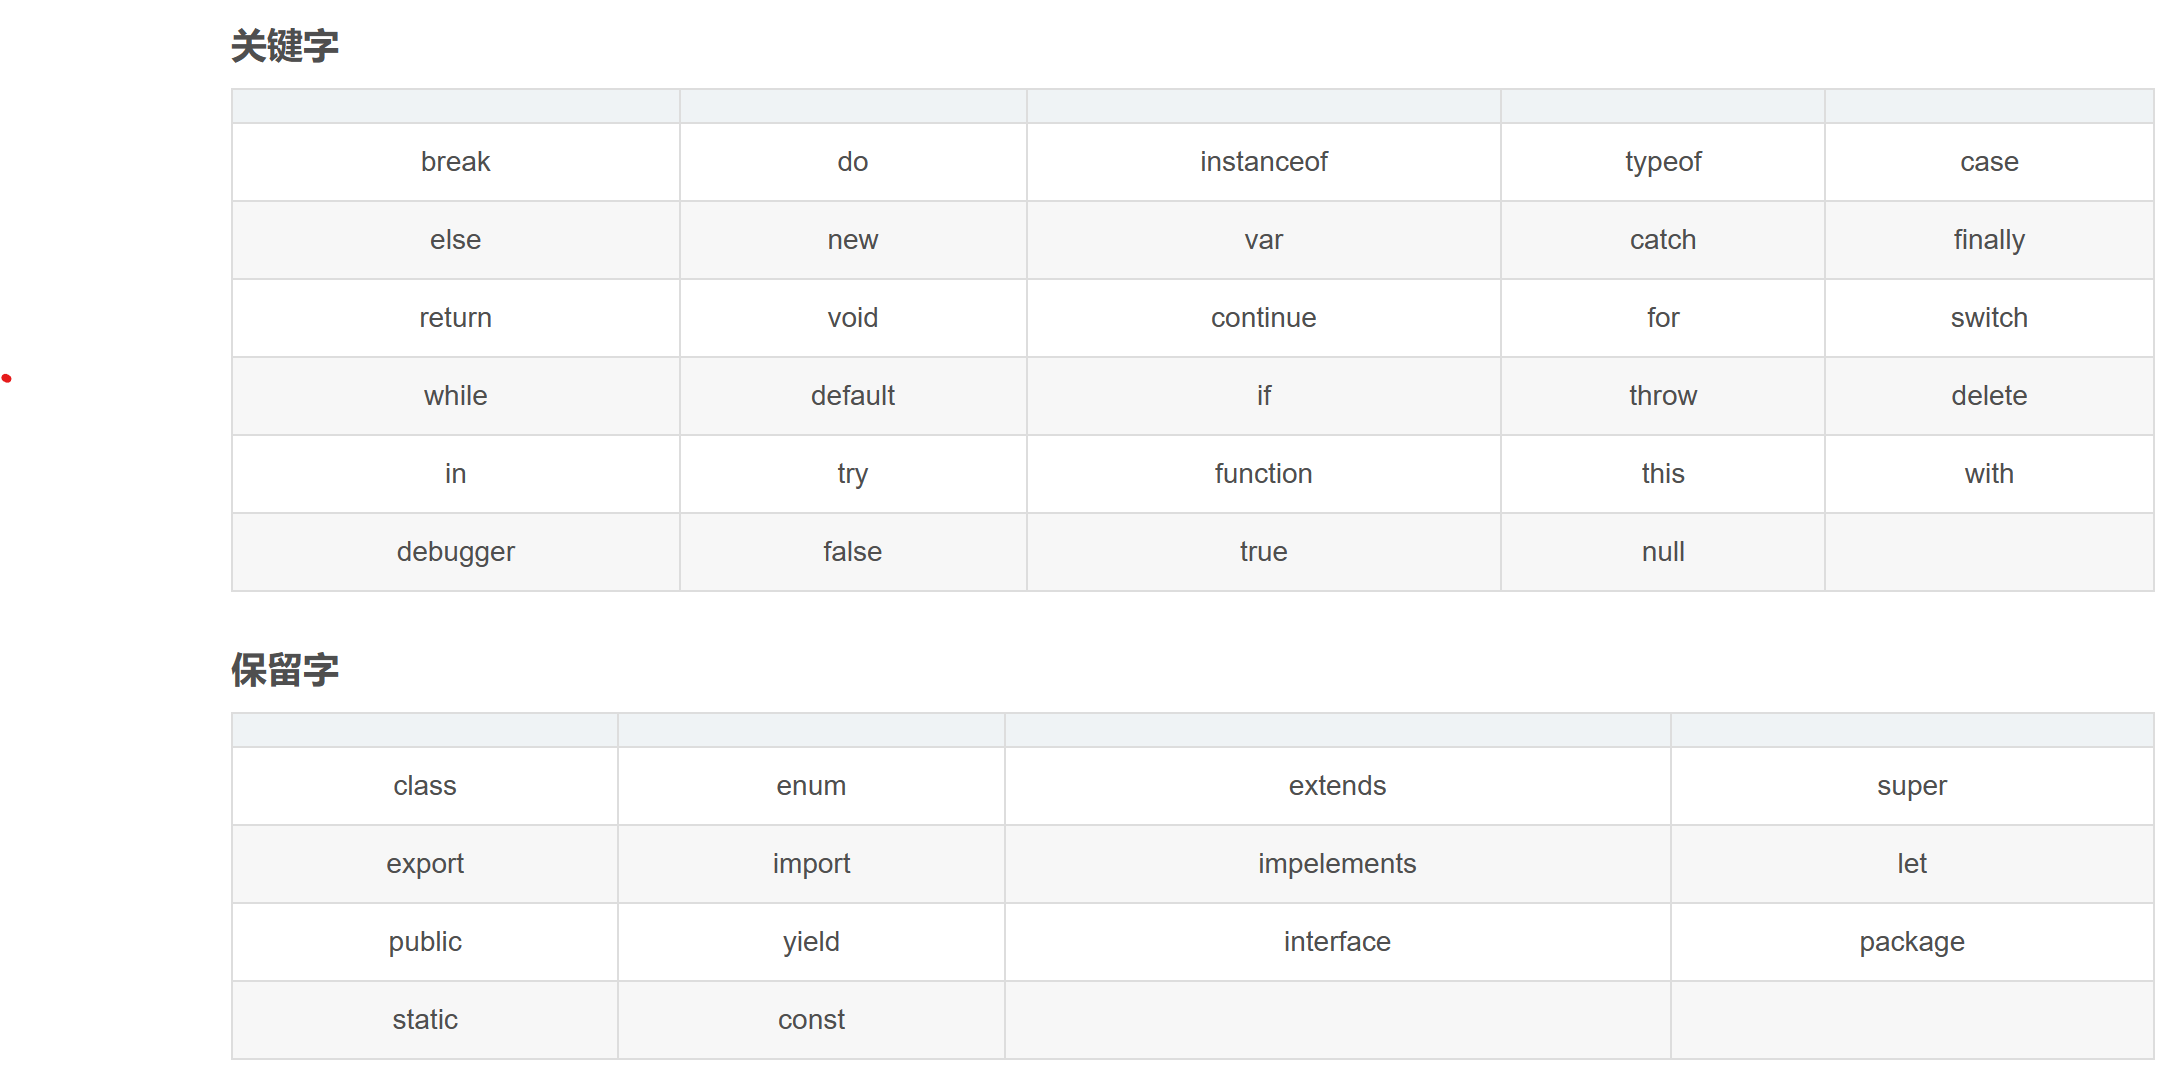 关键字
break do instanceof typeof case
else new var catch finally
return void continue for switch
while default if throw delete
in try function this with
debugger false true null
保留字
class enum extends super
export import impelements let
public yield interface package
static const